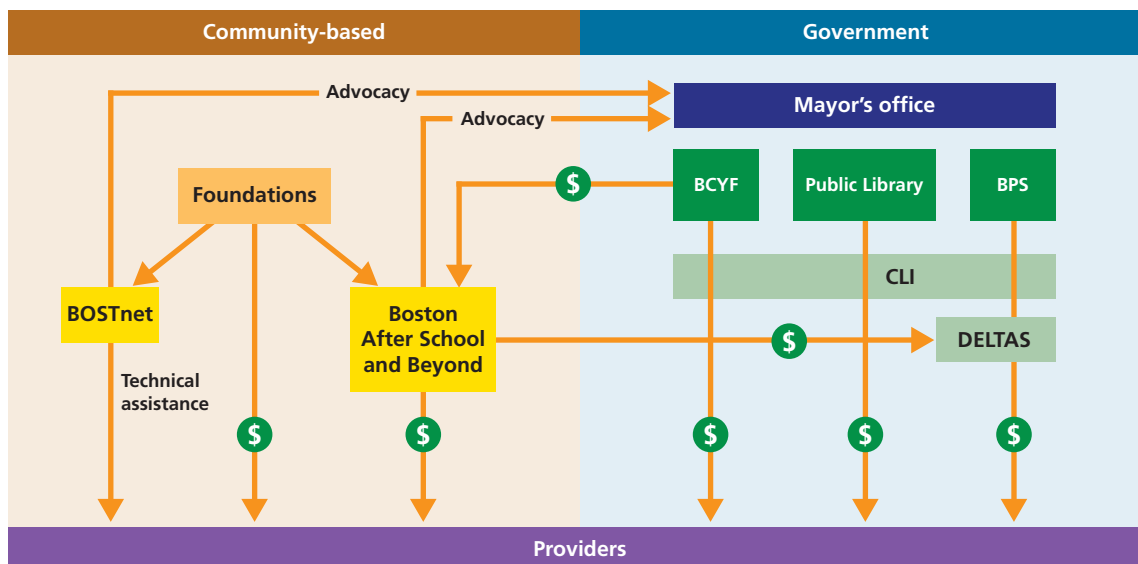 Community-based
Government
Advocacy
Mayor's office
Advocacy
Foundations
$
BCYF
Public Library
BPS
CLI
BOSTnet
Boston
After School
and Beyond
$
DELTAS
Technical
assistance
$
$
$
$
$
Providers